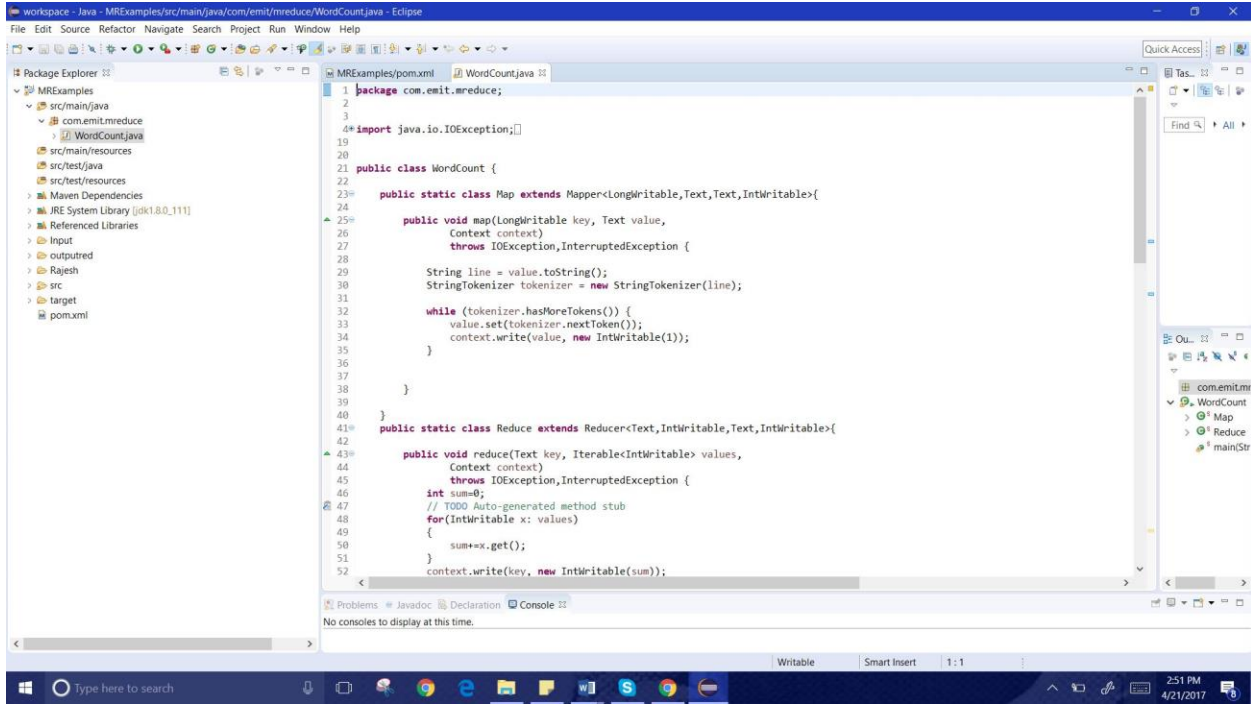 workspace - Java - MRExamples/src/main/java/com/emit/mreduce/WordCount.java - Eclipse
File Edit Source Refactor Navigate Search Project Run Window Help
Quick Access
Package Explorer
MRExamples
src/main/java
com.emit.mreduce
WordCount.java
src/main/resources
src/test/java
src/test/resources
Maven Dependencies
JRE System Library [jdk1.8.0_111]
Referenced Libraries
Input
outputred
Rajesh
src
target
pom.xml
MRExamples/pom.xml WordCount.java
1 package com.emit.mreduce;
2
3
4 import java.io.IOException;
19
20
21 public class WordCount {
22
23 public static class Map extends Mapper<LongWritable,Text,Text,IntWritable>{
24
25 public void map(LongWritable key, Text value,
26 Context context)
27 throws IOException,InterruptedException {
28
29 String line = value.toString();
30 StringTokenizer tokenizer = new StringTokenizer(line);
31
32 while (tokenizer.hasMoreTokens()) {
33 value.set(tokenizer.nextToken());
34 context.write(value, new IntWritable(1));
35 }
36
37
38 }
39
40 }
41 public static class Reduce extends Reducer<Text,IntWritable,Text,IntWritable>{
42
43 public void reduce(Text key, Iterable<IntWritable> values,
44 Context context)
45 throws IOException,InterruptedException {
46 int sum=0;
47 // TODO Auto-generated method stub
48 for(IntWritable x: values)
49 {
50 sum+=x.get();
51 }
52 context.write(key, new IntWritable(sum));
Tas...
Find All
Ou...
com.emit.mr
WordCount
Map
Reduce
main(Str
Problems Javadoc Declaration Console
No consoles to display at this time.
Writable Smart Insert 1 : 1
Type here to search
2:51 PM
4/21/2017